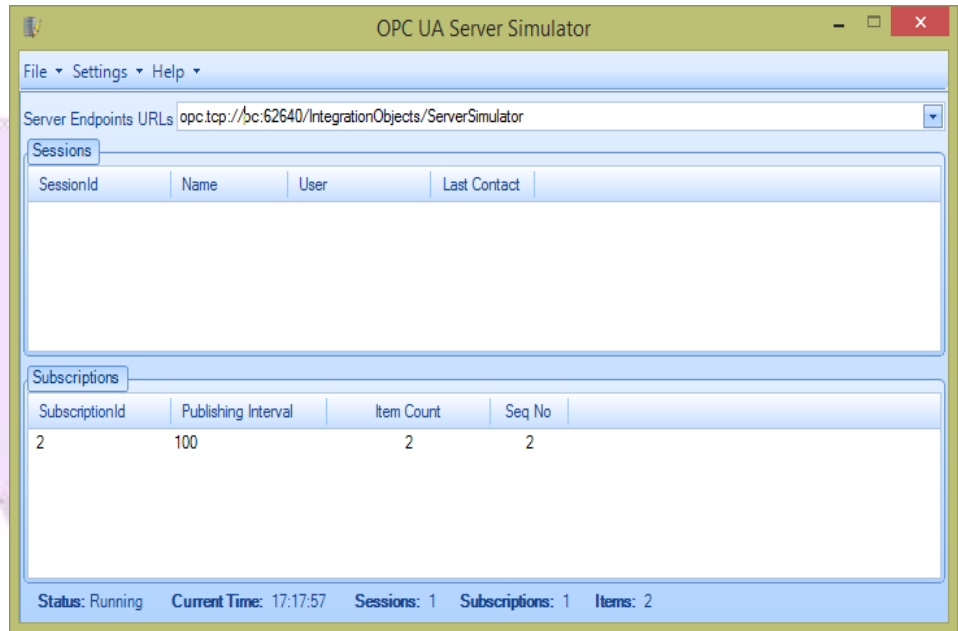 OPC UA Server Simulator
File Settings Help
Server Endpoints URLs opc.tcp://pc:62640/IntegrationObjects/ServerSimulator
Sessions
SessionId Name User Last Contact
Subscriptions
SubscriptionId Publishing Interval Item Count Seq No
2 100 2 2
Status: Running Current Time: 17:17:57 Sessions: 1 Subscriptions: 1 Items: 2